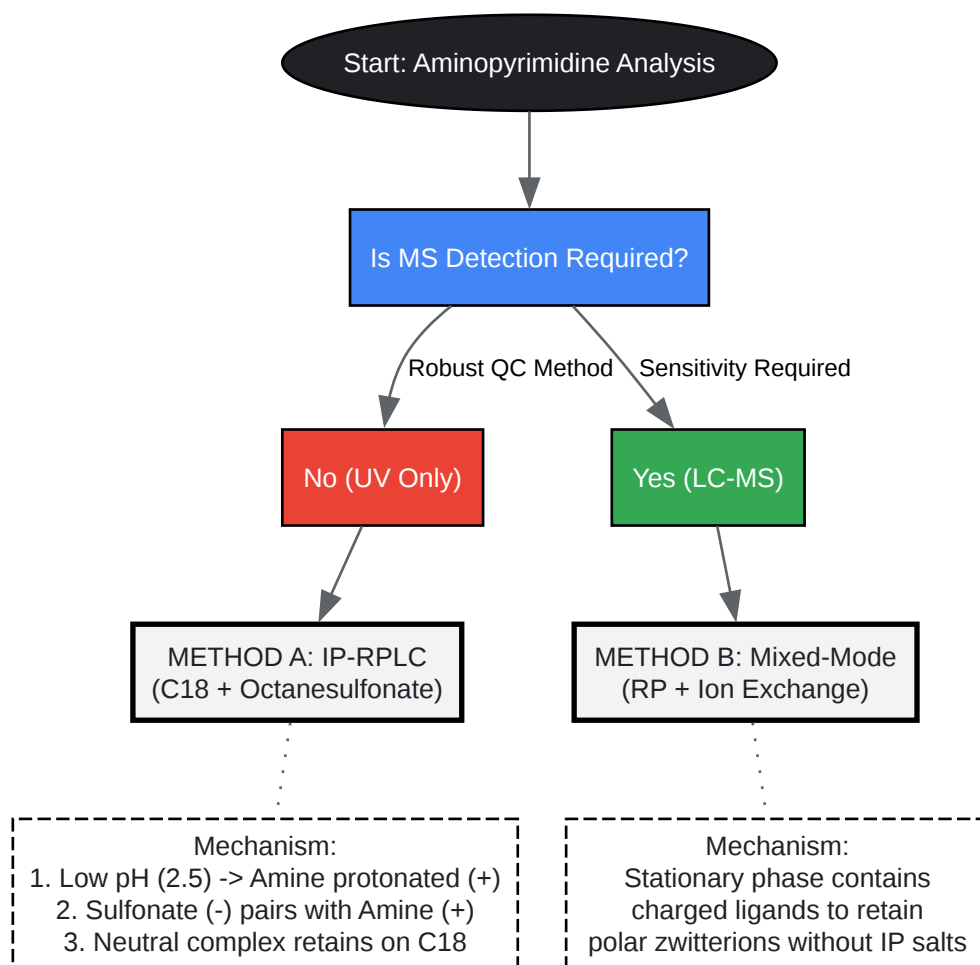 Start: Aminopyrimidine Analysis
Is MS Detection Required?
Robust QC Method
Sensitivity Required
No (UV Only)
Yes (LC-MS)
METHOD A: IP-RPLC
(C18 + Octanesulfonate)
METHOD B: Mixed-Mode
(RP + Ion Exchange)
Mechanism:
1. Low pH (2.5) -> Amine protonated (+)
2. Sulfonate (-) pairs with Amine (+)
3. Neutral complex retains on C18
Mechanism:
Stationary phase contains
charged ligands to retain
polar zwitterions without IP salts